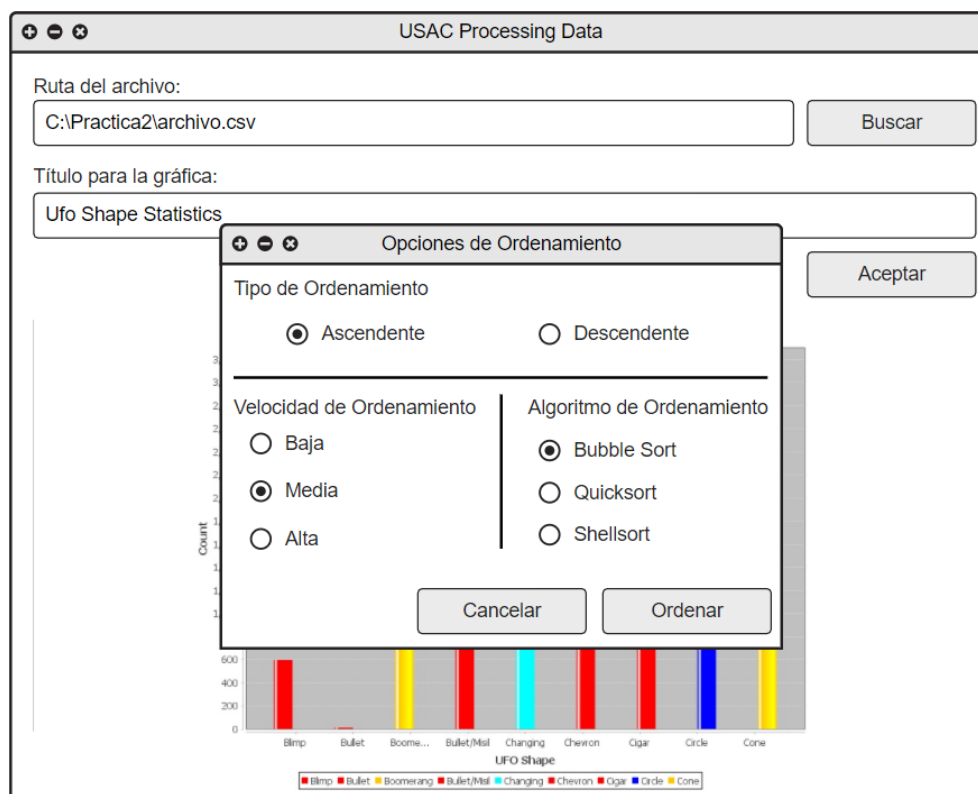 USAC Processing Data
Ruta del archivo:
C:\Practica2\archivo.csv
Buscar
Título para la gráfica:
Ufo Shape Statistics
Aceptar
Opciones de Ordenamiento
Tipo de Ordenamiento
Ascendente
Descendente
Velocidad de Ordenamiento
Baja
Media
Alta
Algoritmo de Ordenamiento
Bubble Sort
Quicksort
Shellsort
Cancelar
Ordenar
Count
600
400
200
0
Blimp Bullet Boome... Bullet/Misil Changing Chevron Cigar Circle Cone
UFO Shape
Blimp Bullet Boomerang Bullet/Misil Changing Chevron Cigar Circle Cone